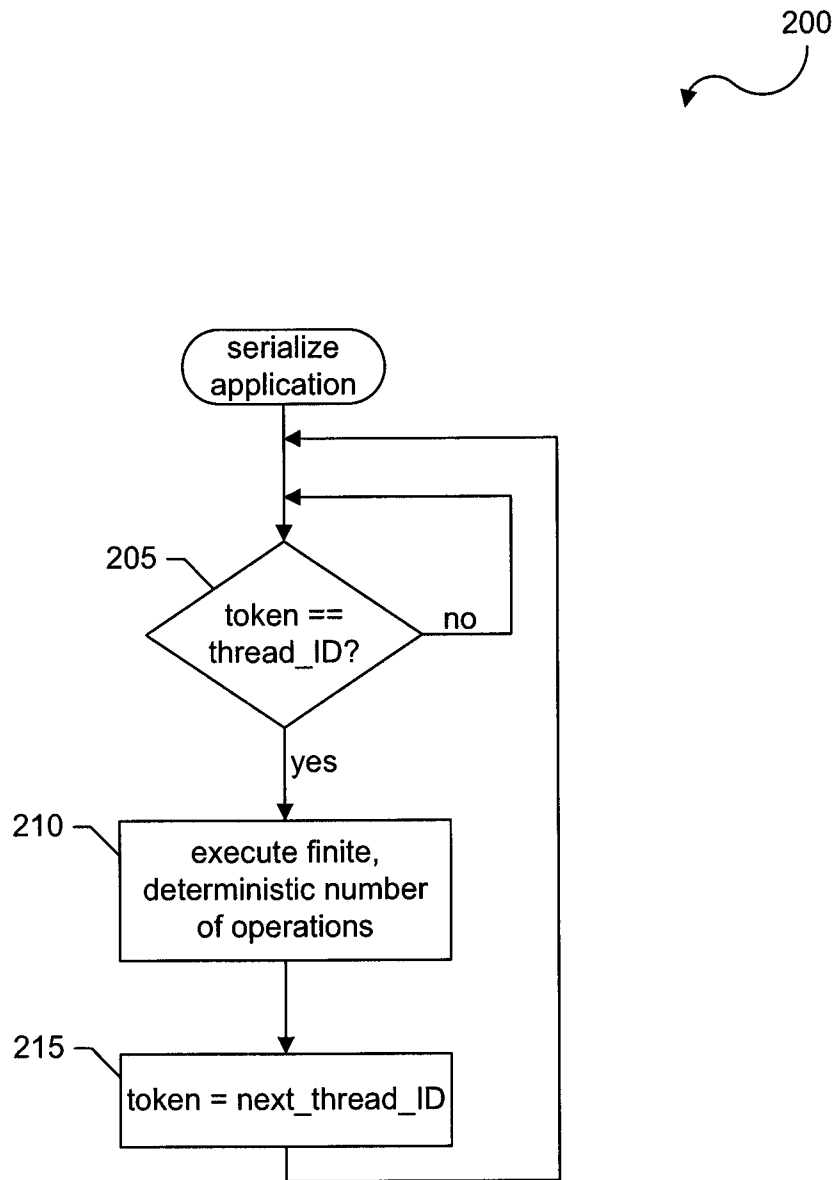 200
serialize
application
205
token ==
thread_ID?
no
yes
210
execute finite,
deterministic number
of operations
215
token = next_thread_ID